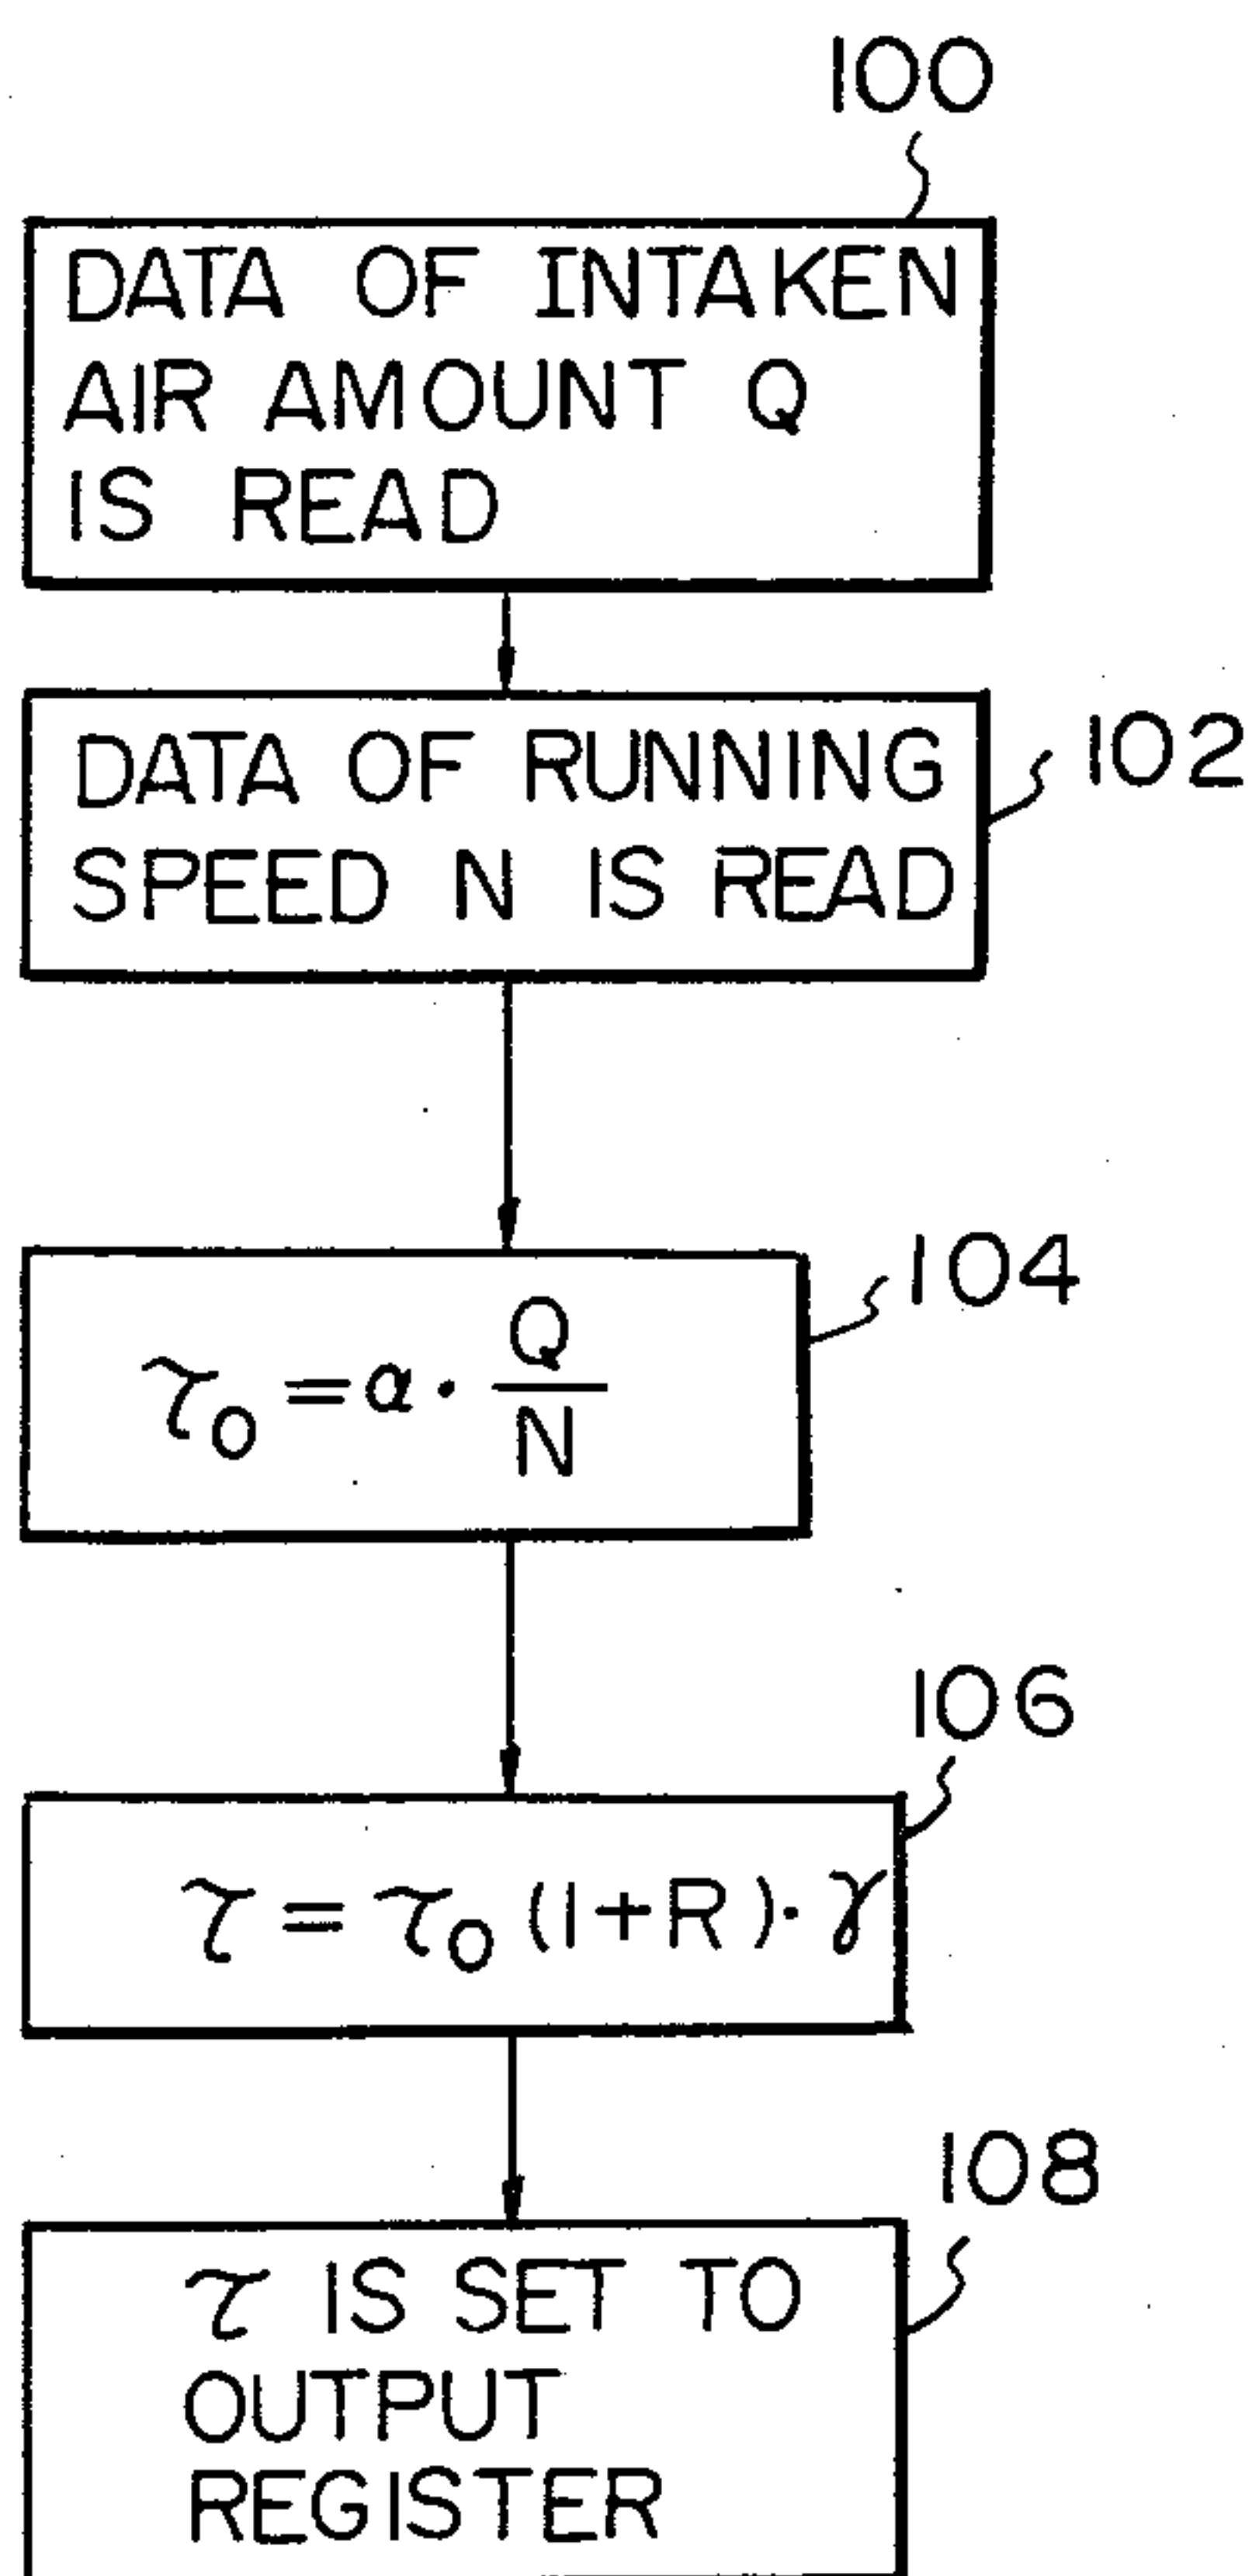 100
DATA OF INTAKEN
AIR AMOUNT Q
IS READ
DATA OF RUNNING
SPEED N IS READ
102
104
τ₀ = α · Q/N
106
τ = τ₀ (1+R) · γ
108
τ IS SET TO
OUTPUT
REGISTER